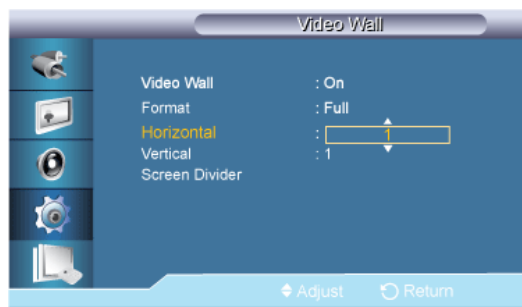 Video Wall
Video Wall : On
Format : Full
Horizontal : 1
Vertical : 1
Screen Divider
Adjust Return